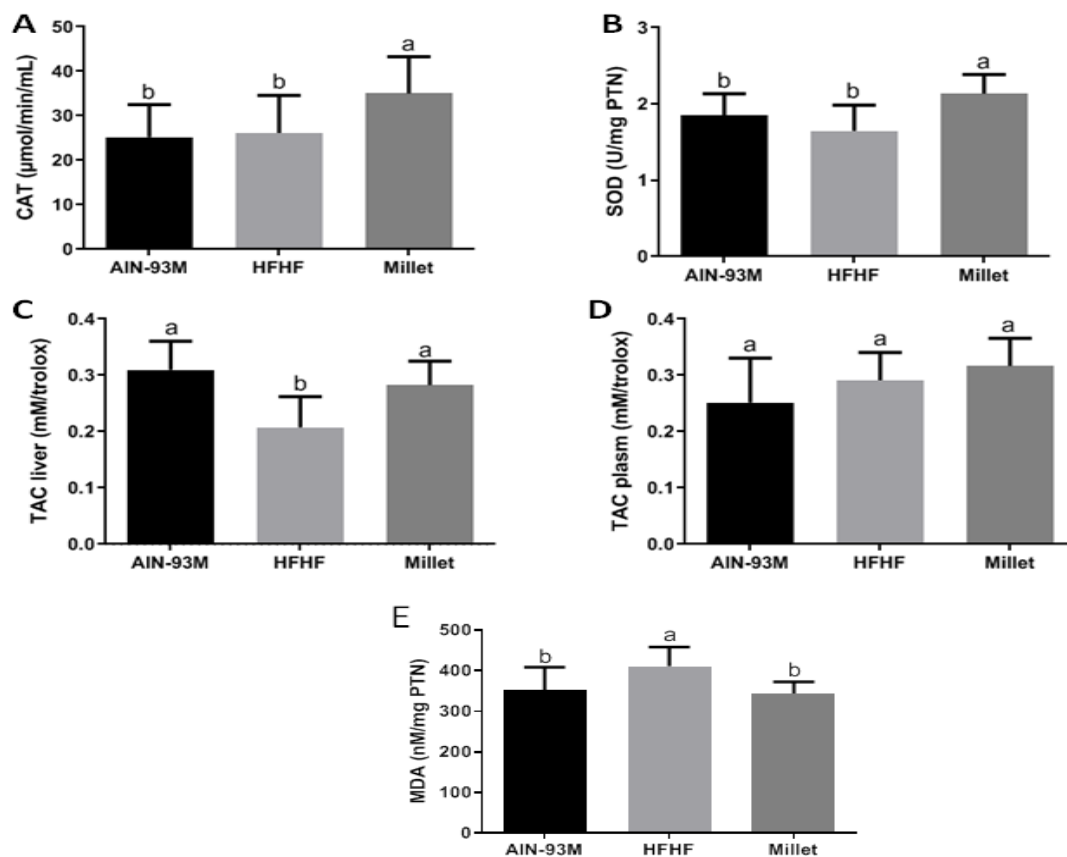 A
CAT (µmol/min/mL)
50
40
30
20
10
0
b
b
a
AIN-93M HFHF Millet
B
SOD (U/mg PTN)
3
2
1
0
b
b
a
AIN-93M HFHF Millet
C
TAC liver (mM/trolox)
0.4
0.3
0.2
0.1
0.0
a
b
a
AIN-93M HFHF Millet
D
TAC plasm (mM/trolox)
0.4
0.3
0.2
0.1
0.0
a
a
a
AIN-93M HFHF Millet
E
MDA (nM/mg PTN)
500
400
300
200
100
0
b
a
b
AIN-93M HFHF Millet